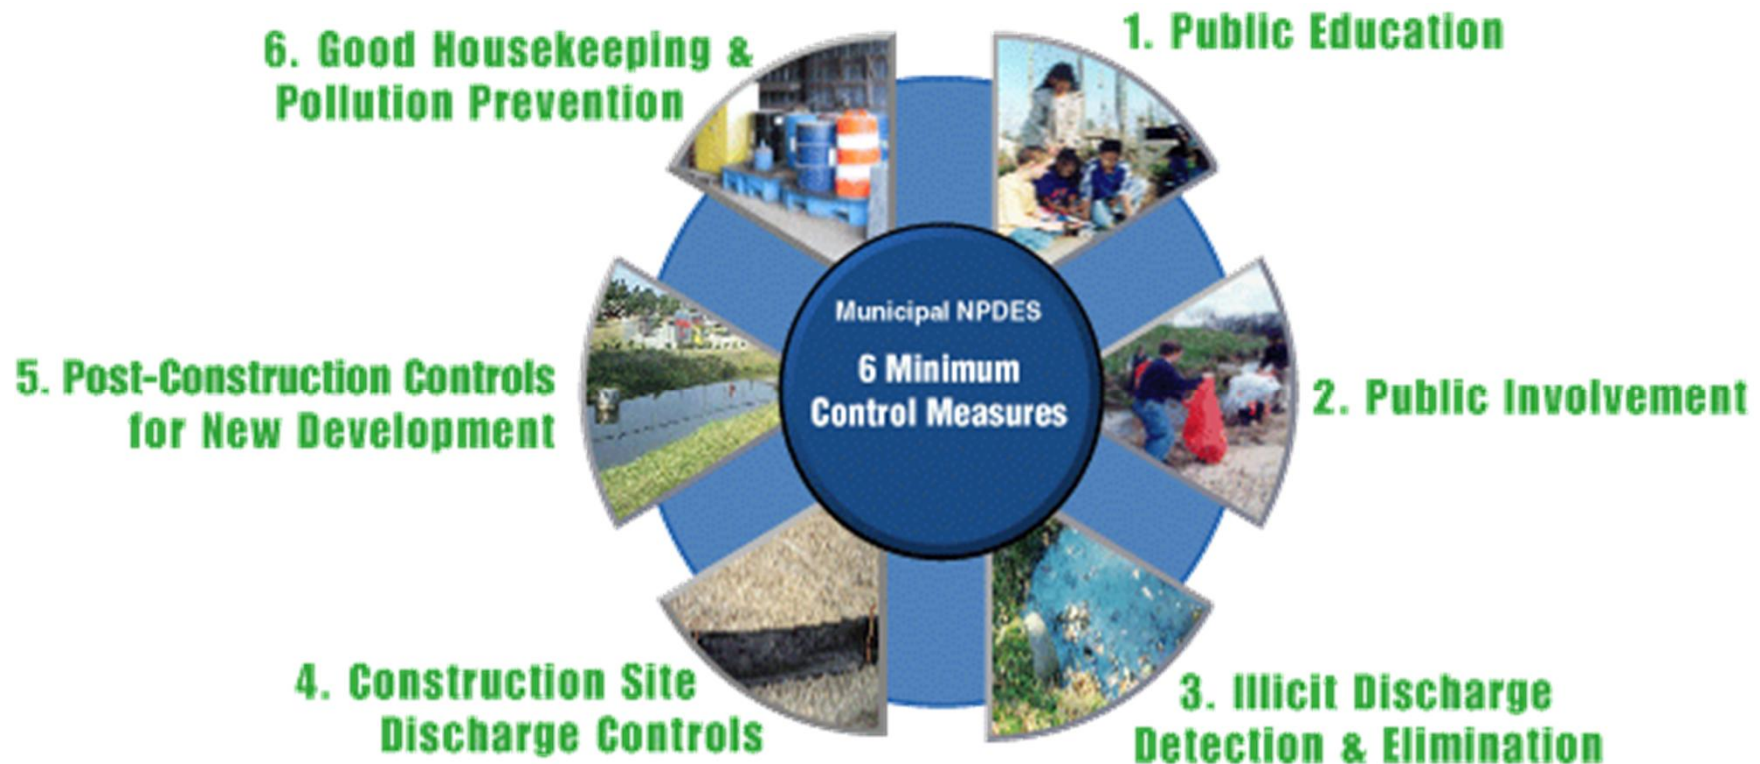 1. Public Education
2. Public Involvement
3. Illicit Discharge
Detection & Elimination
4. Construction Site
Discharge Controls
5. Post-Construction Controls
for New Development
6. Good Housekeeping &
Pollution Prevention
Municipal NPDES
6 Minimum
Control Measures